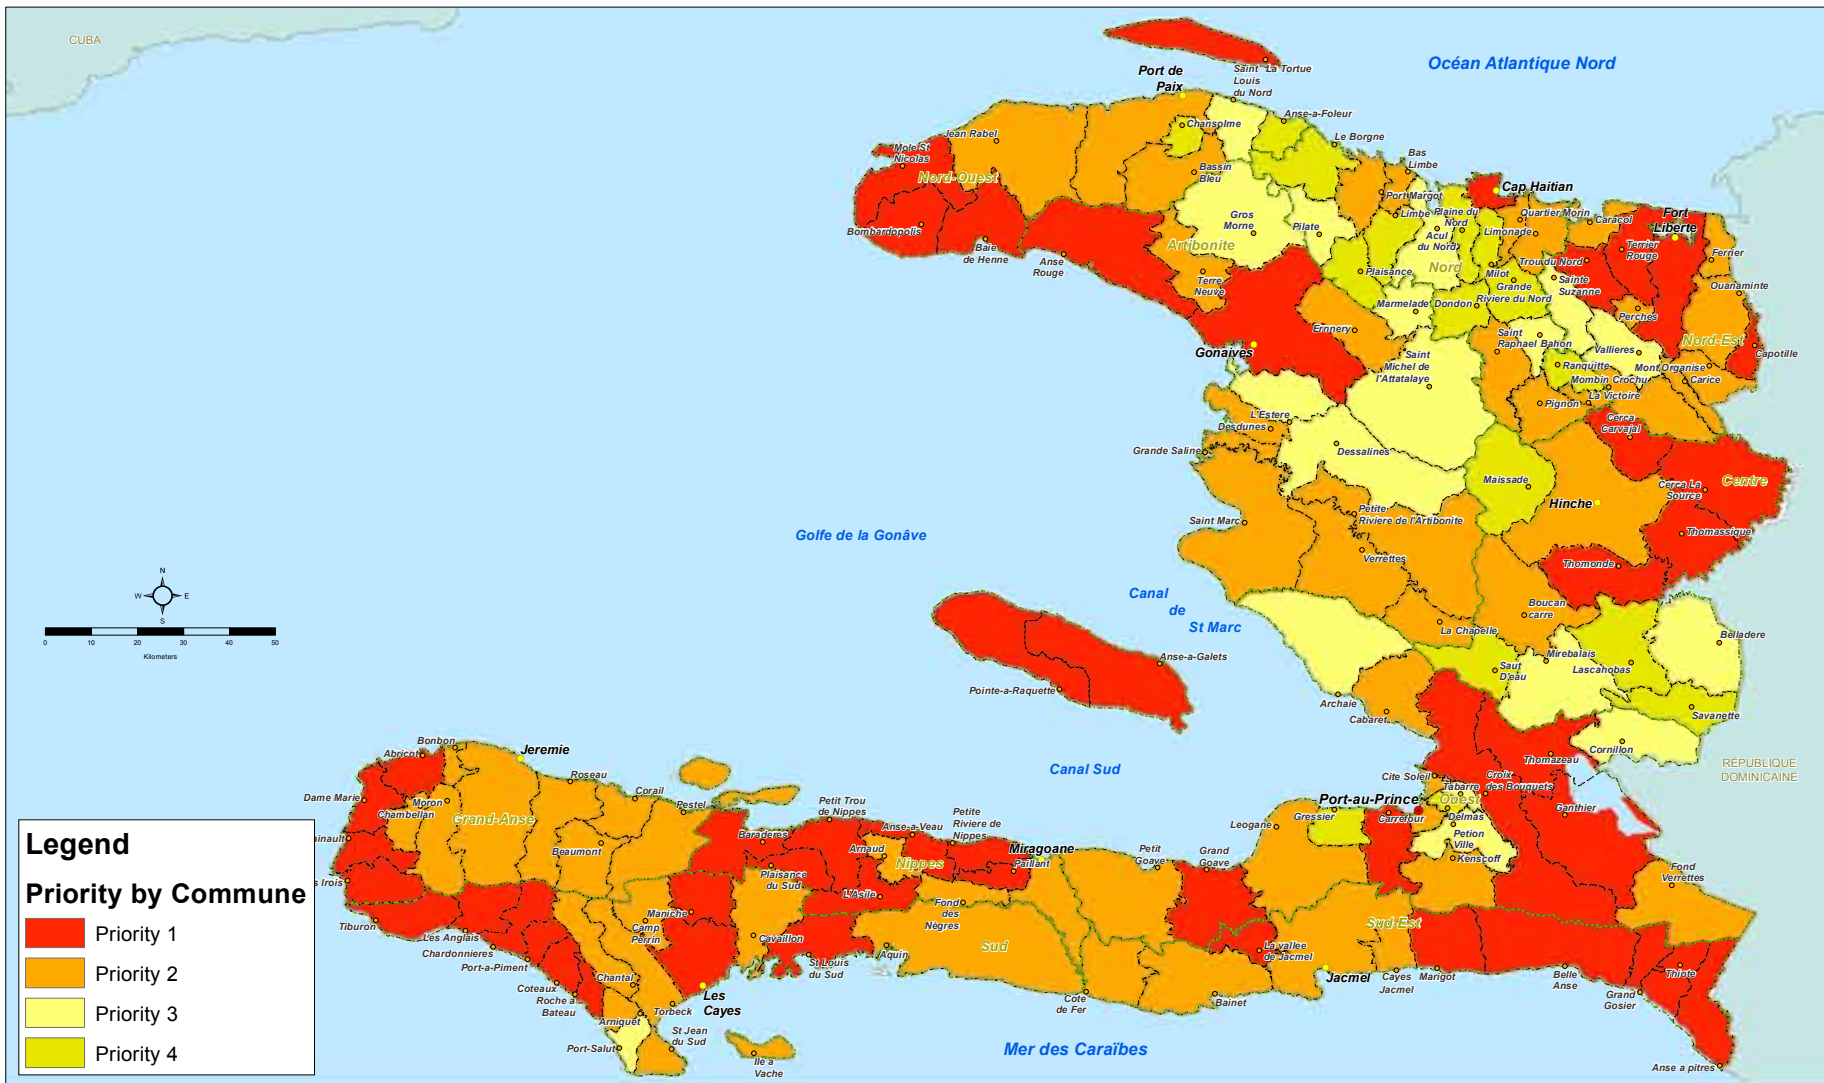 CUBA
Océan Atlantique Nord
Port de
Paix
Saint
Louis
du Nord
La Tortue
Anse-a-Foleur
Chansolme
Le Borgne
Jean Rabel
Mole St
Nicolas
Nord-Ouest
Bassin
Bleu
Bas
Limbe
Port Margot
Cap Haitian
Limbe
Plaine du
Nord
Quartier Morin
Caracol
Fort
Liberte
Bombardopolis
Baie
de Henne
Anse
Rouge
Artibonite
Gros
Morne
Pilate
Acul
du Nord
Limonade
Terrier
Rouge
Ferrier
Nord
Trou du Nord
Terre
Neuve
Plaisance
Milot
Grande
Riviere du Nord
Sainte
Suzanne
Ouanaminte
Marmelade
Dondon
Perches
Ennery
Gonaives
Saint
Michel de
l'Attatalaye
Saint
Raphael
Bahon
Vallieres
Nord-Est
Capotille
Ranquitte
Mont Organise
Mombin Crochu
Carice
La Victoire
Pignon
L'Estere
Desdunes
Cerca
Carvajal
Grande Saline
Dessalines
Maissade
Hinche
Cerca La
Source
Centre
Saint Marc
Petite
Riviere de l'Artibonite
Verrettes
Thomassique
Thomonde
Golfe de la Gonâve
Canal
de
St Marc
Boucan
carre
La Chapelle
Belladere
Mirebalais
Lascahobas
Saut
D'eau
Savanette
Anse-a-Galets
Pointe-a-Raquette
Archaie
Cabaret
Cornillon
Thomazeau
RÉPUBLIQUE
DOMINICAINE
N
W
E
S
0
10
20
30
40
50
Kilometers
Canal Sud
Bonbon
Abricot
Jeremie
Roseau
Corail
Pestel
Dame Marie
Moron
Chambellan
Grand-Anse
Beaumont
ainault
s Irois
Petit Trou
de Nippes
Baraderes
Anse-a-Veau
Petite
Riviere de
Nippes
Arnaud
Nippes
Miragoane
Paillant
Plaisance
du Sud
L'Asile
Fond
des
Nègres
Petit
Goave
Grand
Goave
Leogane
Gressier
Port-au-Prince
Carrefour
Cite Soleil
Tabarre
Ouest
Delmas
Croix
des Bouquets
Ganthier
Petion
Ville
Kenscoff
Fond
Verrettes
Tiburon
Les Anglais
Chardonnieres
Port-a-Piment
Coteaux
Roche a
Bateau
Maniche
Camp
Perrin
Cavaillon
Chantal
St Louis
du Sud
Aquin
Sud
Les
Cayes
Torbeck
Arniquet
Port-Salut
St Jean
du Sud
Ile a
Vache
Cote
de Fer
Bainet
La vallee
de Jacmel
Sud-Est
Jacmel
Cayes
Jacmel
Marigot
Belle
Anse
Grand
Gosier
Thiote
Anse a pitres
Mer des Caraïbes
Legend
Priority by Commune
Priority 1
Priority 2
Priority 3
Priority 4